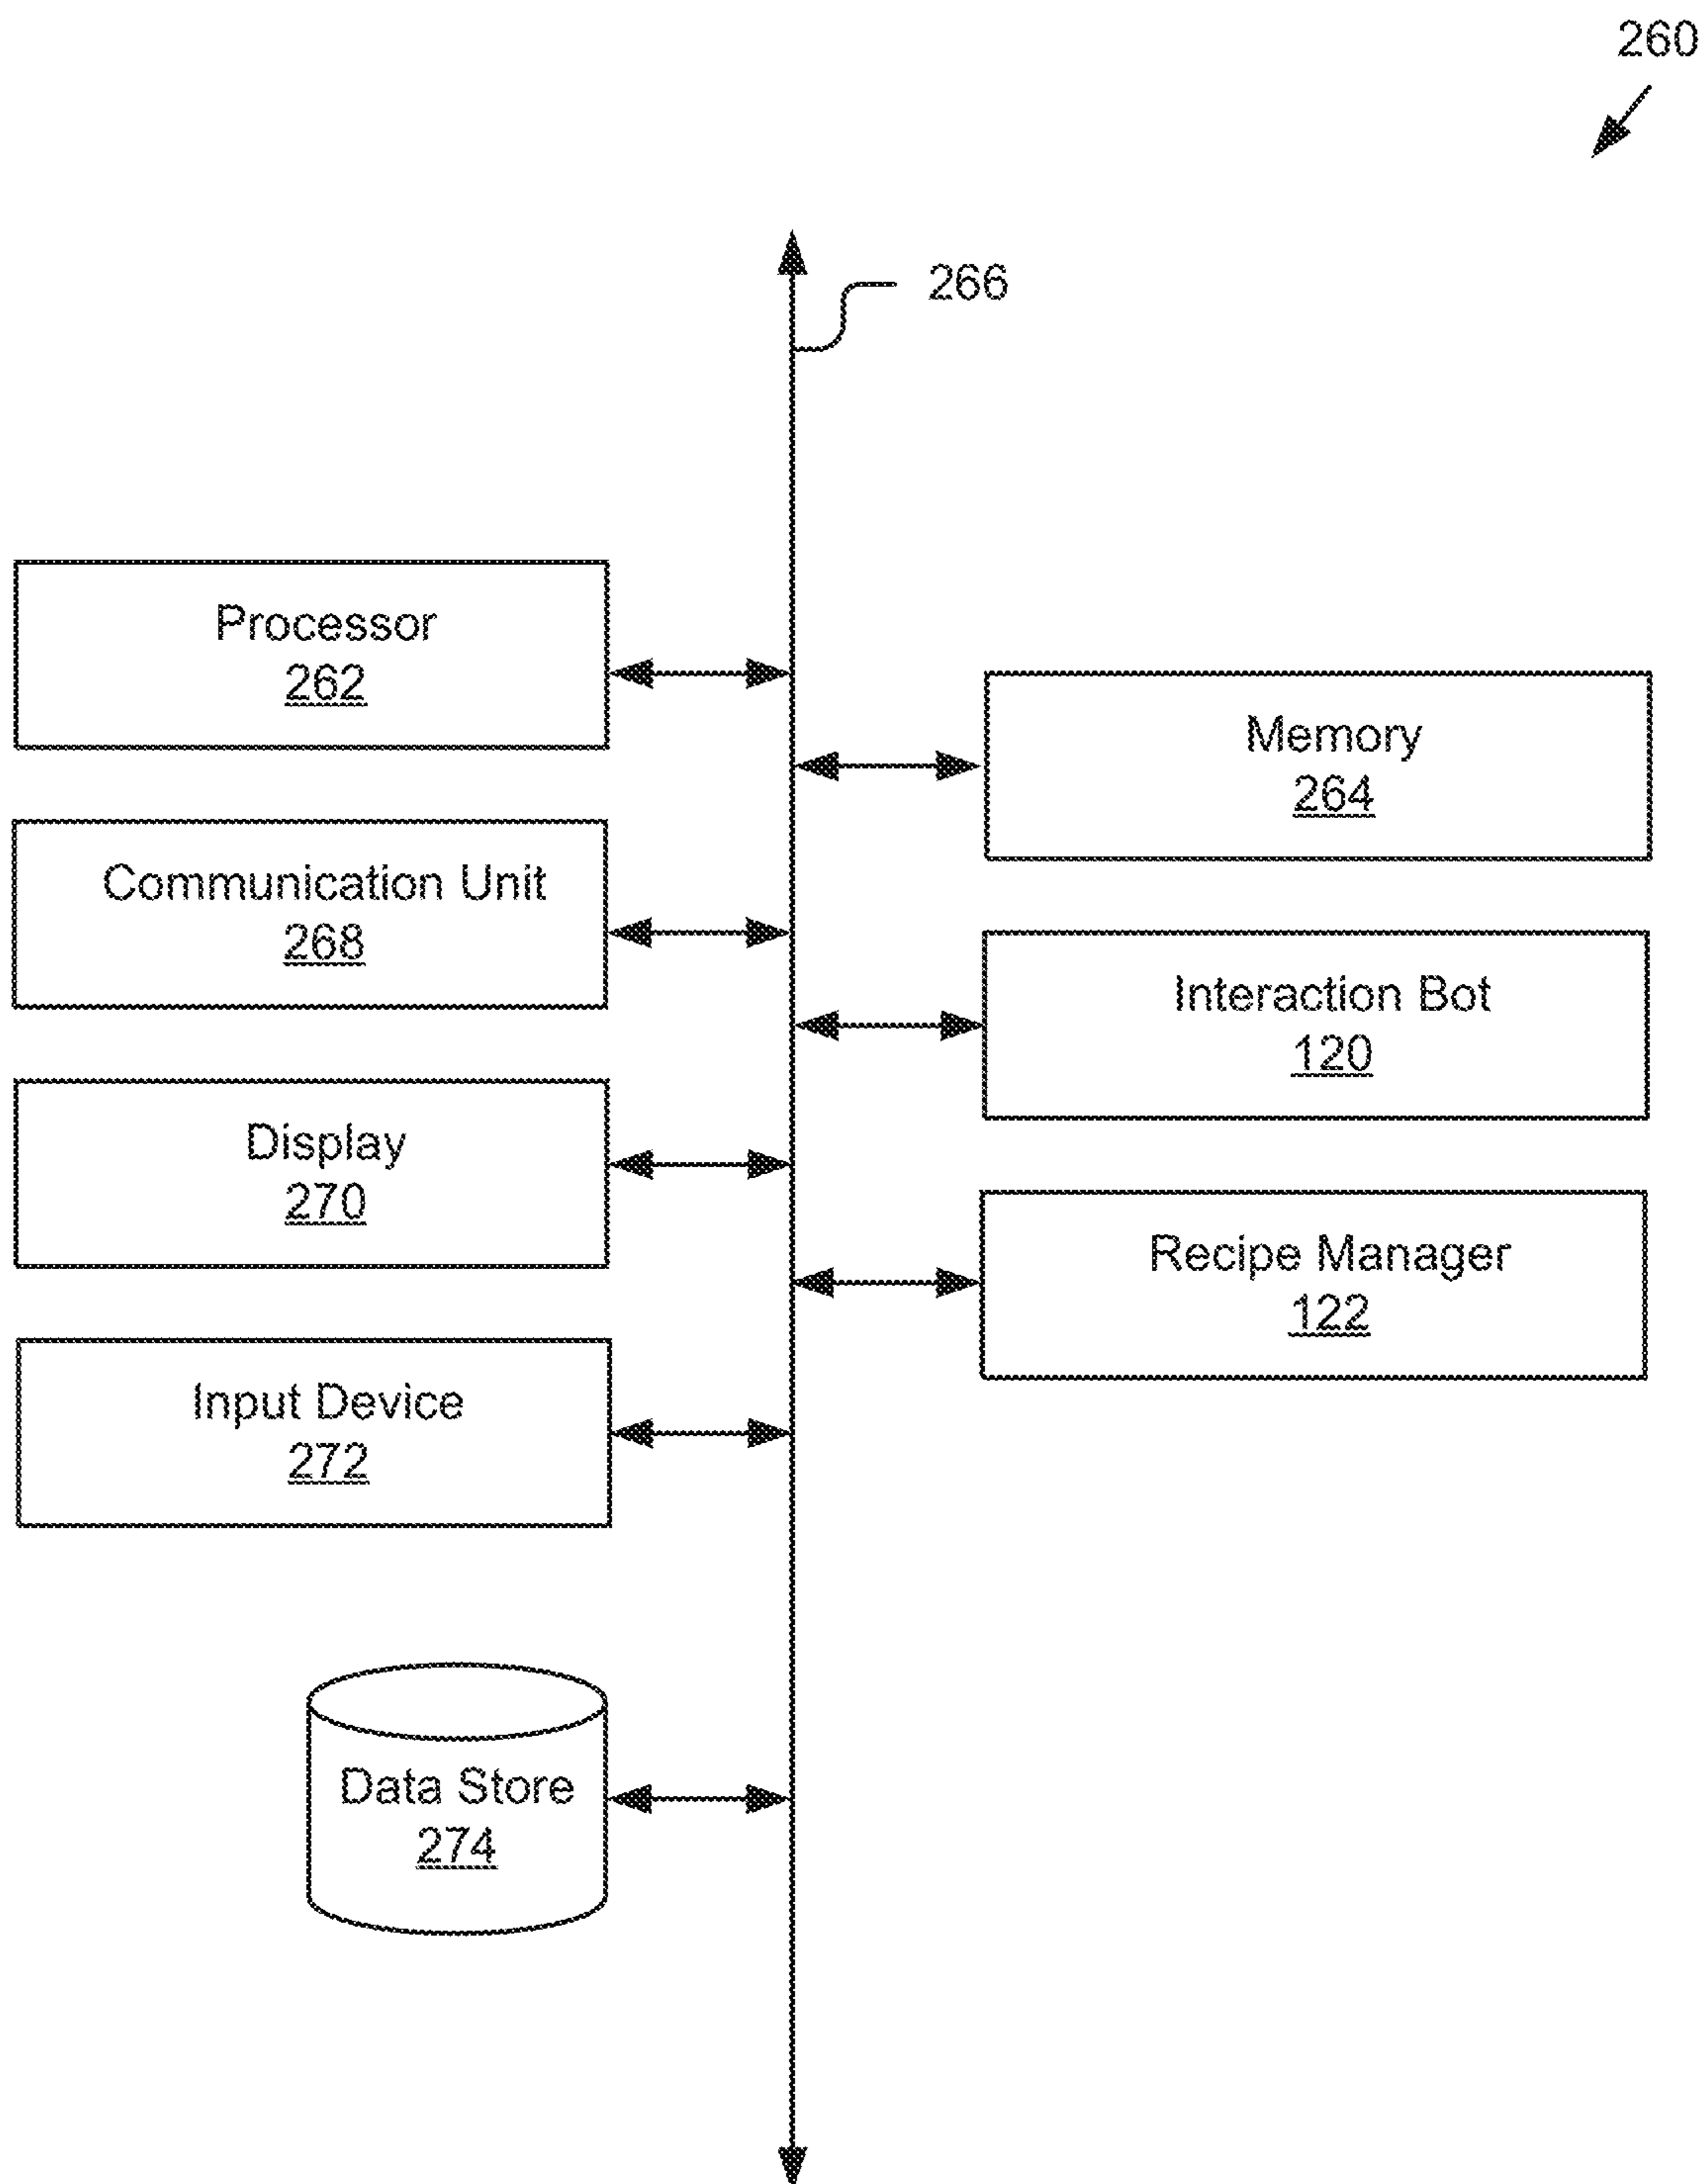 260
266
Processor
262
Memory
264
Communication Unit
268
Interaction Bot
120
Display
270
Recipe Manager
122
Input Device
272
Data Store
274